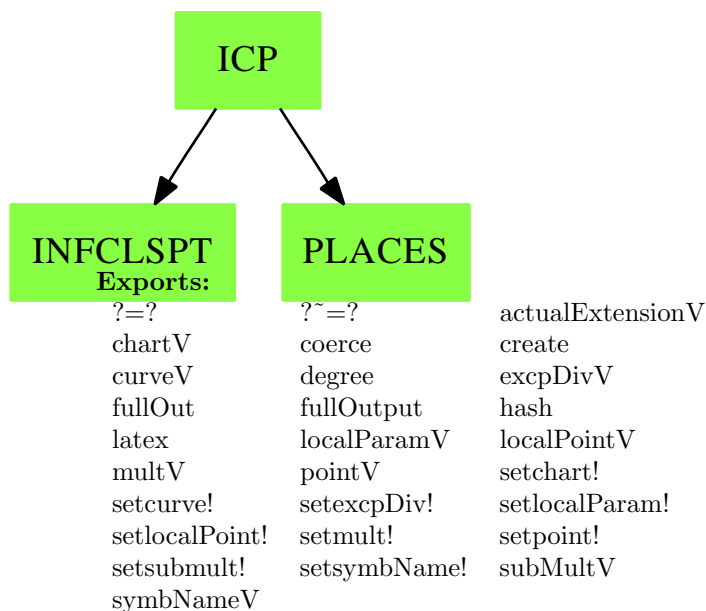 ICP
INFCLSPT PLACES
Exports:
?=? ?~=? actualExtensionV
chartV coerce create
curveV degree excpDivV
fullOut fullOutput hash
latex localParamV localPointV
multV pointV setchart!
setcurve! setexcpDiv! setlocalParam!
setlocalPoint! setmult! setpoint!
setsubmult! setsymbName! subMultV
symbNameV